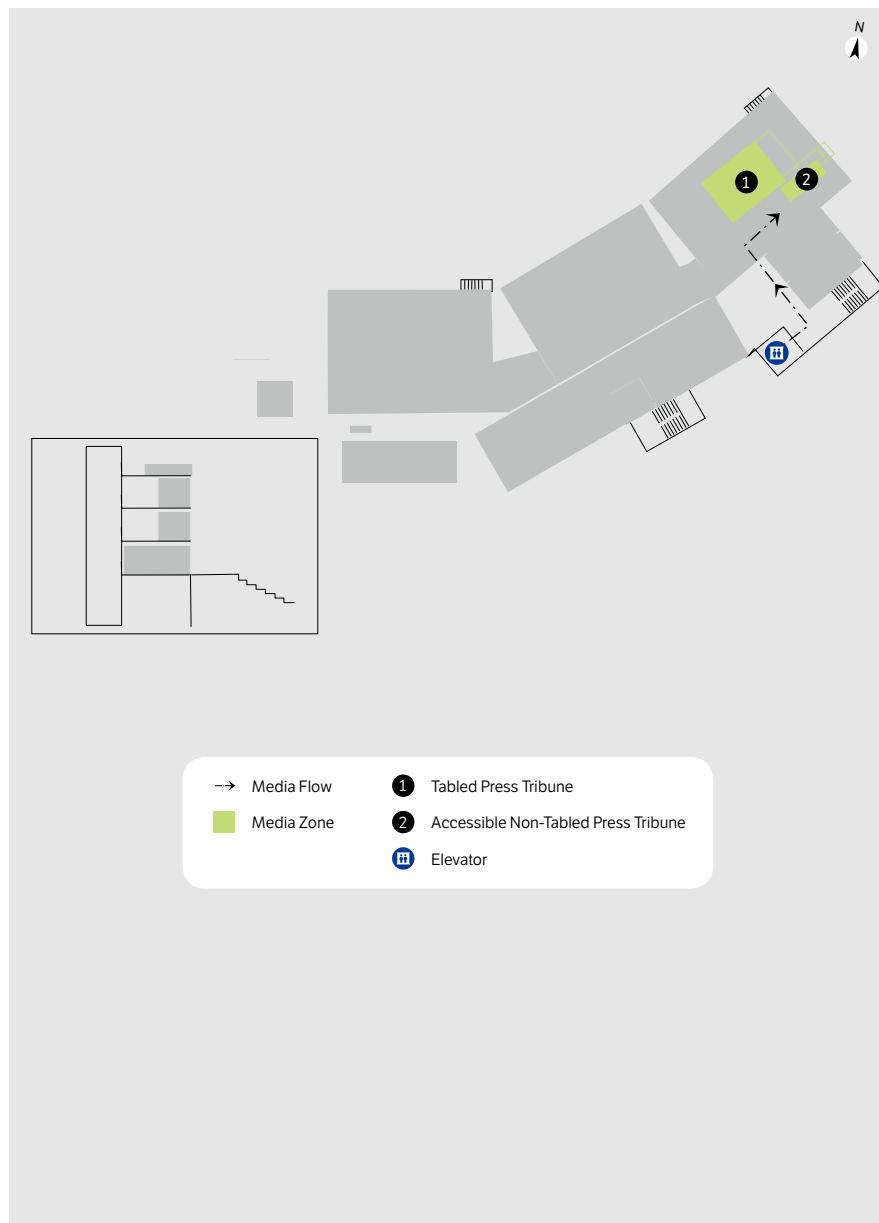 N
1
2
Media Flow
1 Tabled Press Tribune
Media Zone
2 Accessible Non-Tabled Press Tribune
Elevator